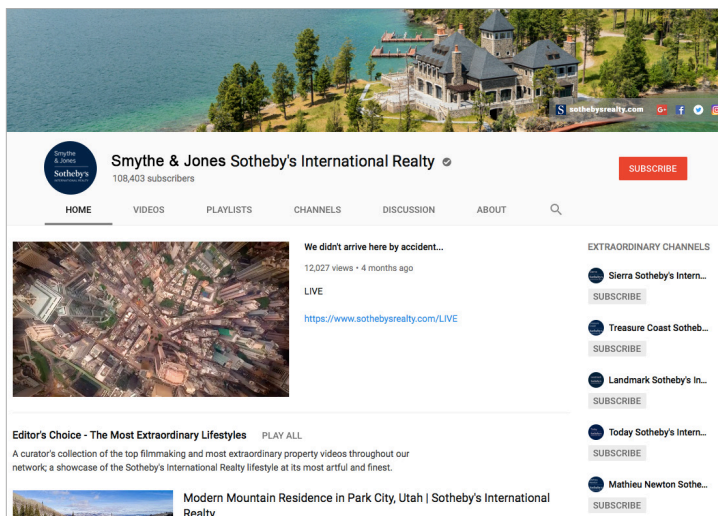 S sothebysrealty.com G+
Smythe
& Jones
Sotheby's
INTERNATIONAL REALTY
Smythe & Jones Sotheby's International Realty
108,403 subscribers
SUBSCRIBE
HOME VIDEOS PLAYLISTS CHANNELS DISCUSSION ABOUT
We didn't arrive here by accident...
12,027 views • 4 months ago
LIVE
https://www.sothebysrealty.com/LIVE
EXTRAORDINARY CHANNELS
Sierra Sotheby's Intern...
SUBSCRIBE
Treasure Coast Sotheb...
SUBSCRIBE
Landmark Sotheby's In...
SUBSCRIBE
Today Sotheby's Intern...
SUBSCRIBE
Mathieu Newton Sothe...
SUBSCRIBE
Editor's Choice - The Most Extraordinary Lifestyles PLAY ALL
A curator's collection of the top filmmaking and most extraordinary property videos throughout our
network; a showcase of the Sotheby's International Realty lifestyle at its most artful and finest.
Modern Mountain Residence in Park City, Utah | Sotheby's International
Realty